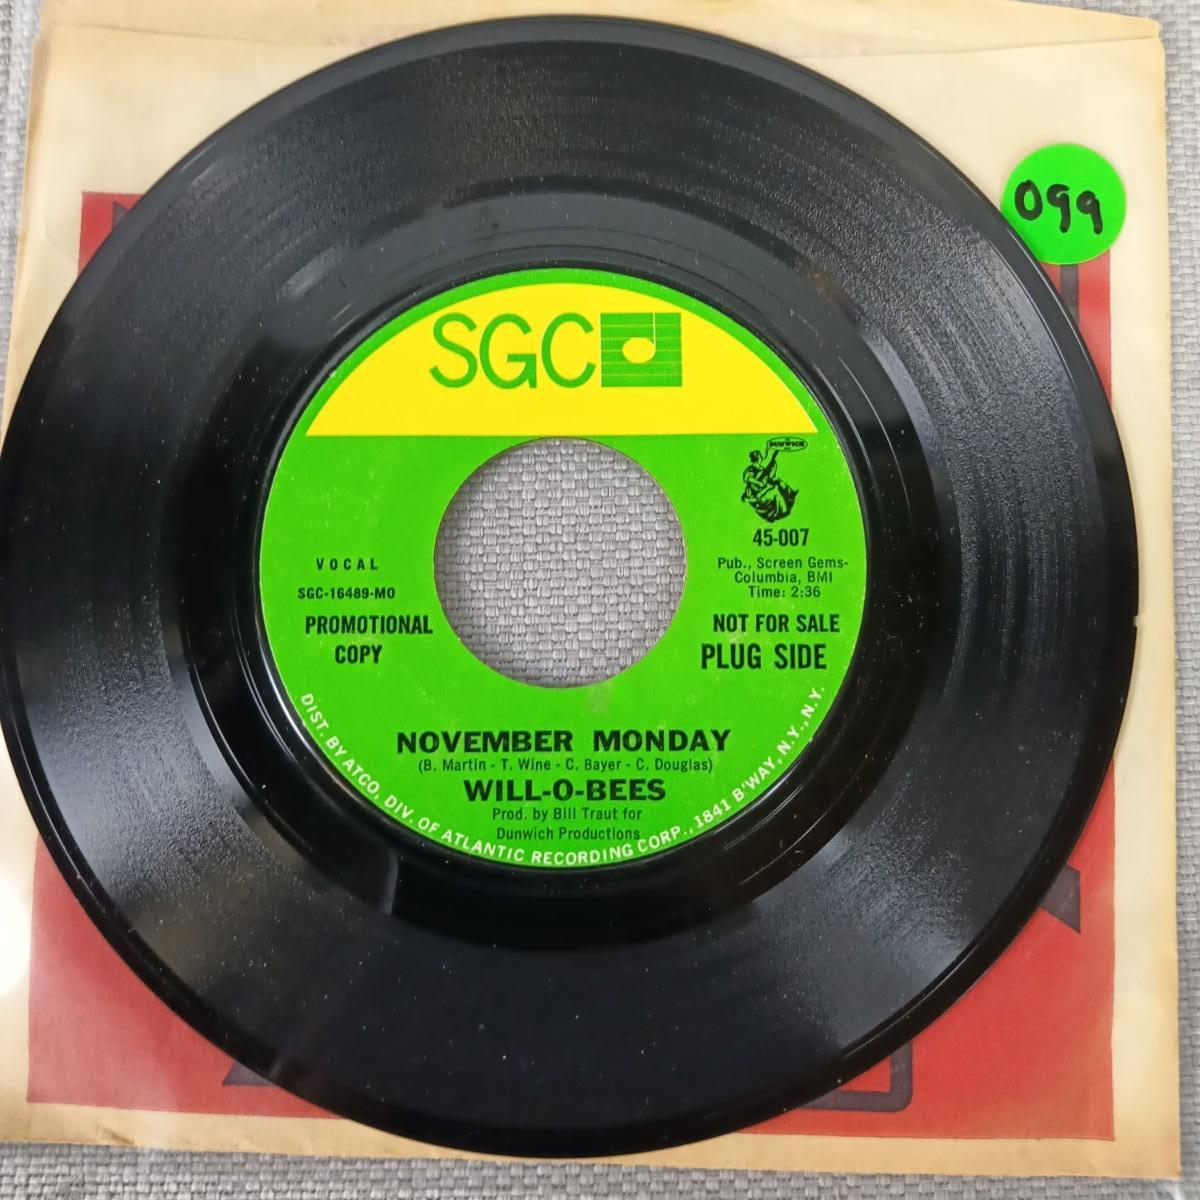 099
SGC
DUNWICH
45-007
VOCAL
Pub., Screen Gems-
Columbia, BMI
SGC-16489-MO
Time: 2:36
PROMOTIONAL
COPY
NOT FOR SALE
PLUG SIDE
NOVEMBER MONDAY
(B. Martin - T. Wine - C. Bayer - C. Douglas)
WILL-O-BEES
Prod. by Bill Traut for
Dunwich Productions
DIST. BY ATCO, DIV. OF ATLANTIC RECORDING CORP., 1841 B'WAY, N.Y., N.Y.